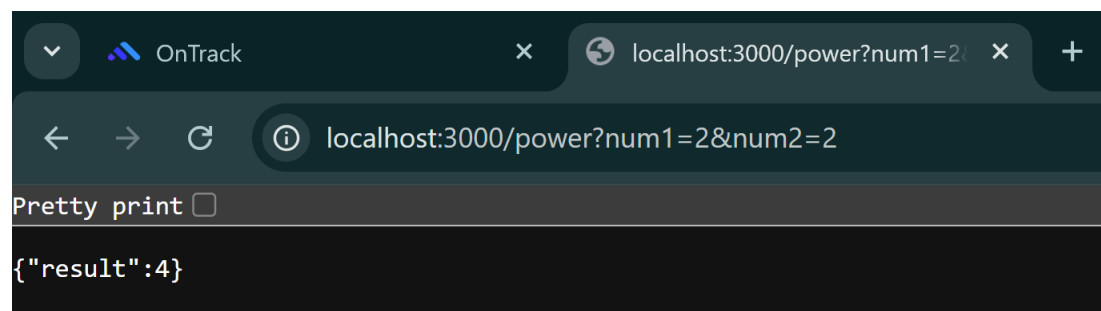 OnTrack
localhost:3000/power?num1=2
localhost:3000/power?num1=2&num2=2
Pretty print
{"result":4}